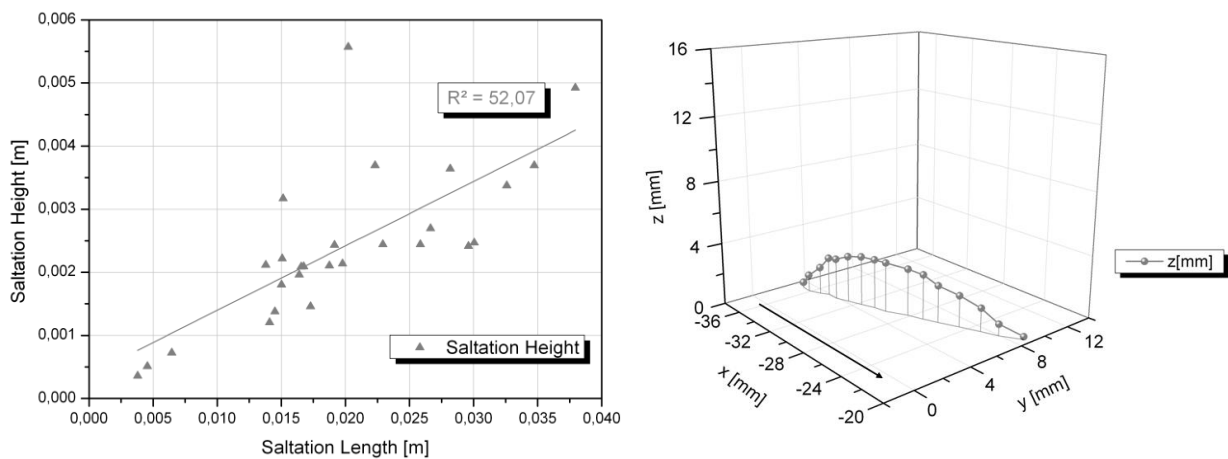 0,006
0,005
0,004
0,003
0,002
0,001
0,000
Saltation Height [m]
R² = 52,07
Saltation Height
0,000 0,005 0,010 0,015 0,020 0,025 0,030 0,035 0,040
Saltation Length [m]
16
12
8
4
0
z [mm]
-36
-32
-28
-24
-20
x [mm]
0
4
8
12
y [mm]
z[mm]